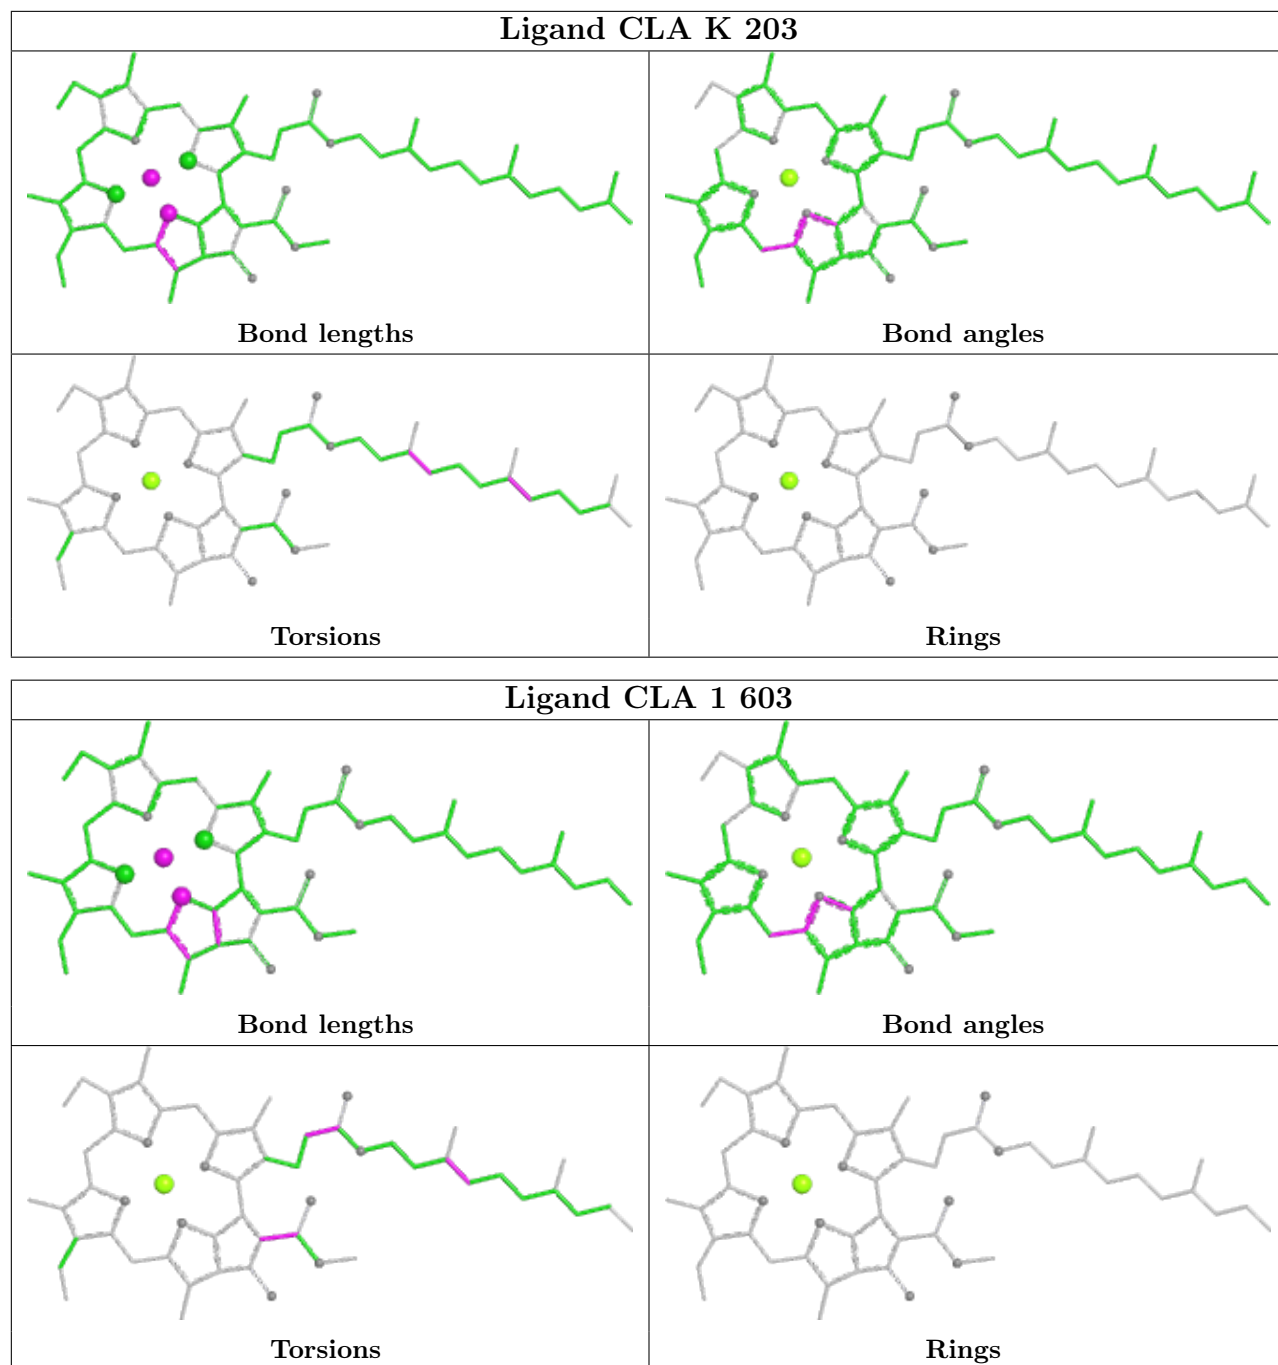 Ligand CLA K 203
Bond lengths
Bond angles
Torsions
Rings
Ligand CLA 1 603
Bond lengths
Bond angles
Torsions
Rings